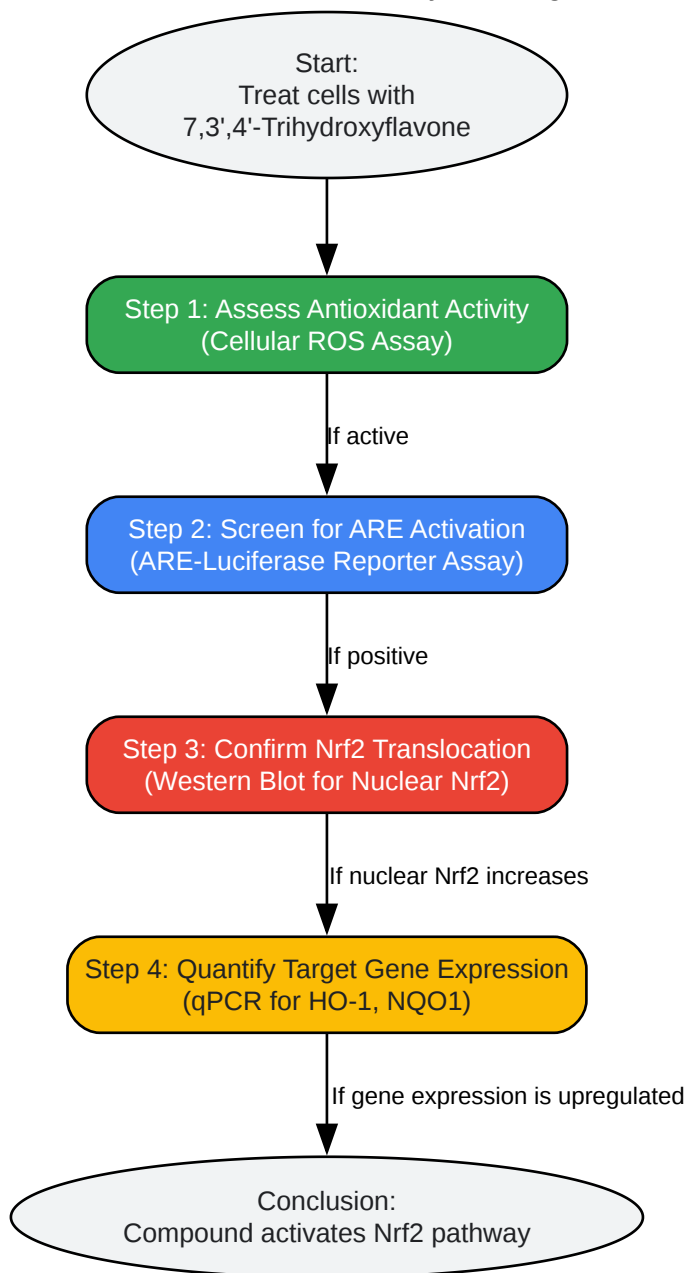 Start:
Treat cells with
7,3',4'-Trihydroxyflavone
Step 1: Assess Antioxidant Activity
(Cellular ROS Assay)
If active
Step 2: Screen for ARE Activation
(ARE-Luciferase Reporter Assay)
If positive
Step 3: Confirm Nrf2 Translocation
(Western Blot for Nuclear Nrf2)
If nuclear Nrf2 increases
Step 4: Quantify Target Gene Expression
(qPCR for HO-1, NQO1)
If gene expression is upregulated
Conclusion:
Compound activates Nrf2 pathway